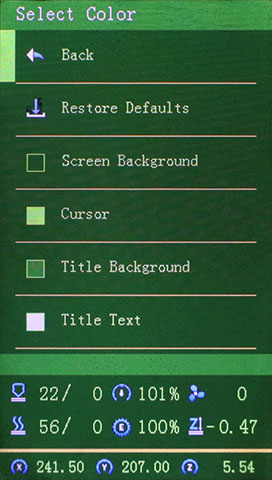 Select Color
Back
Restore Defaults
Screen Background
Cursor
Title Background
Title Text
22/ 0 101% 0
56/ 0 E 100% Z -0.47
X 241.50 Y 207.00 Z 5.54